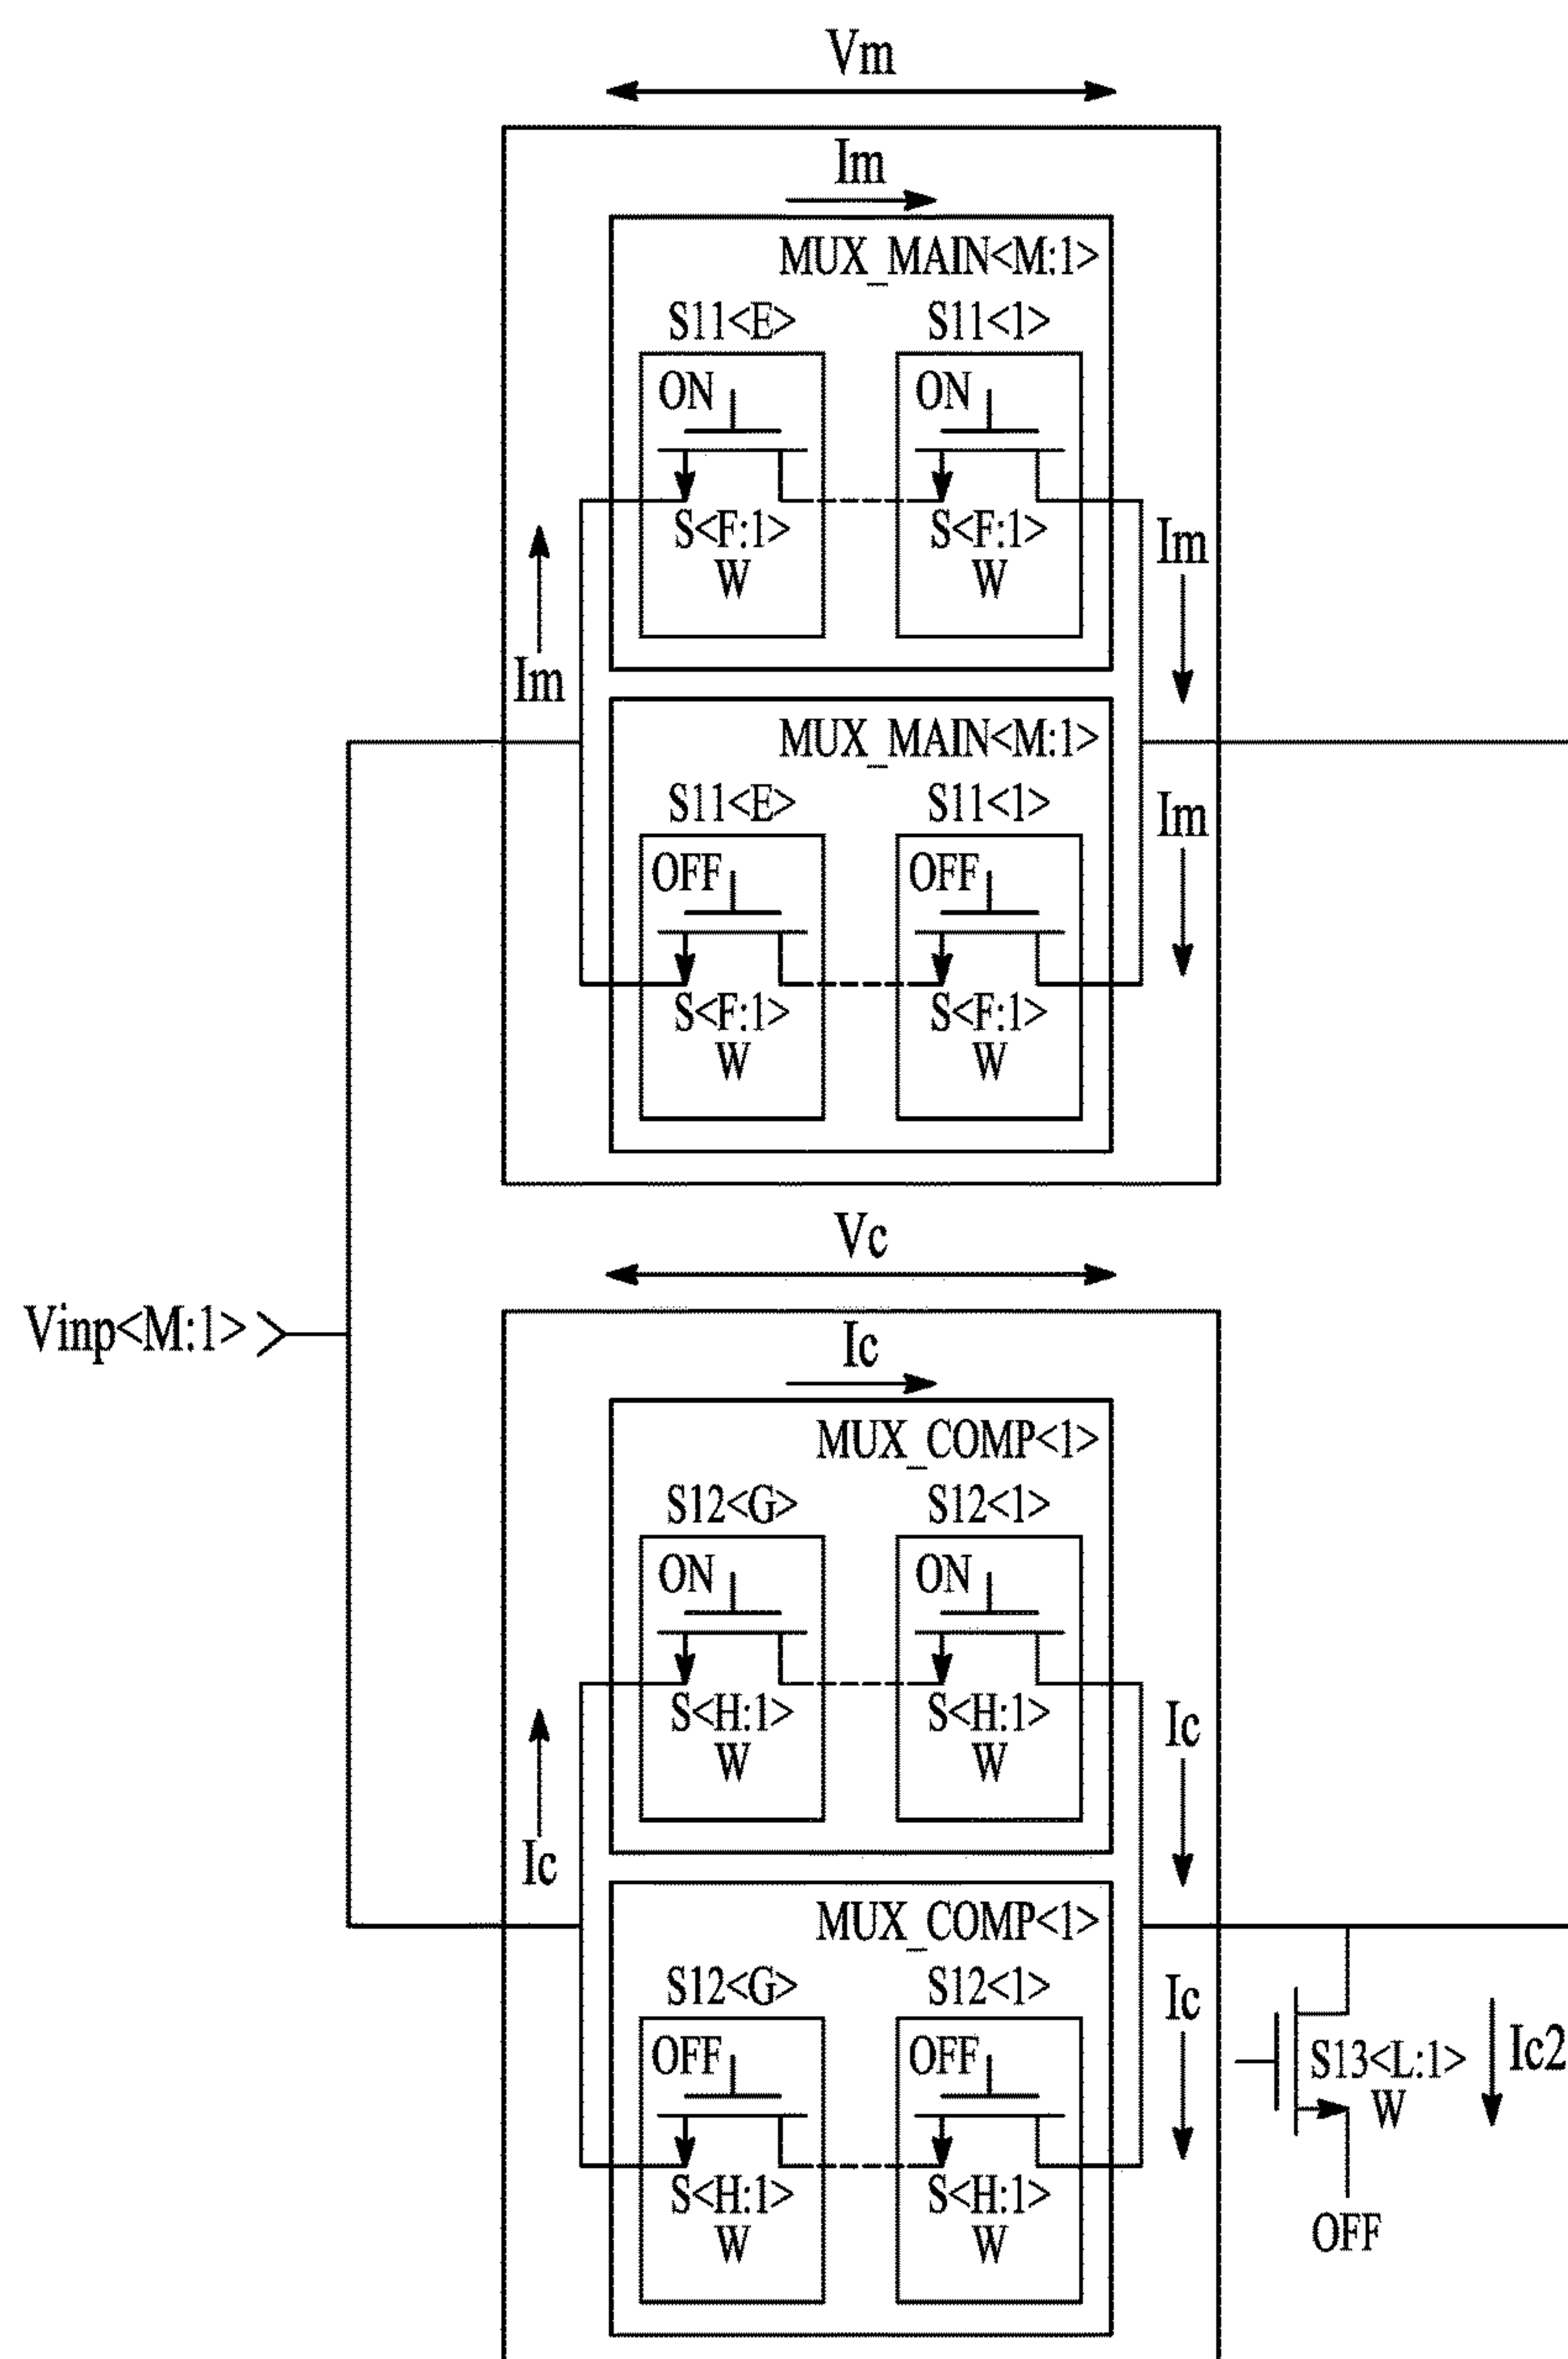 Vm
Im
MUX_MAIN<M:1>
S11<E> S11<1>
ON ON
S<F:1> S<F:1>
W W
Im Im
MUX_MAIN<M:1>
S11<E> S11<1>
Im
OFF OFF
S<F:1> S<F:1>
W W
Vc
Vinp<M:1>
Ic
MUX_COMP<1>
S12<G> S12<1>
ON ON
S<H:1> S<H:1>
W W
Ic Ic
MUX_COMP<1>
S12<G> S12<1>
Ic
OFF OFF
S13<L:1> Ic2
W
S<H:1> S<H:1>
W W
OFF